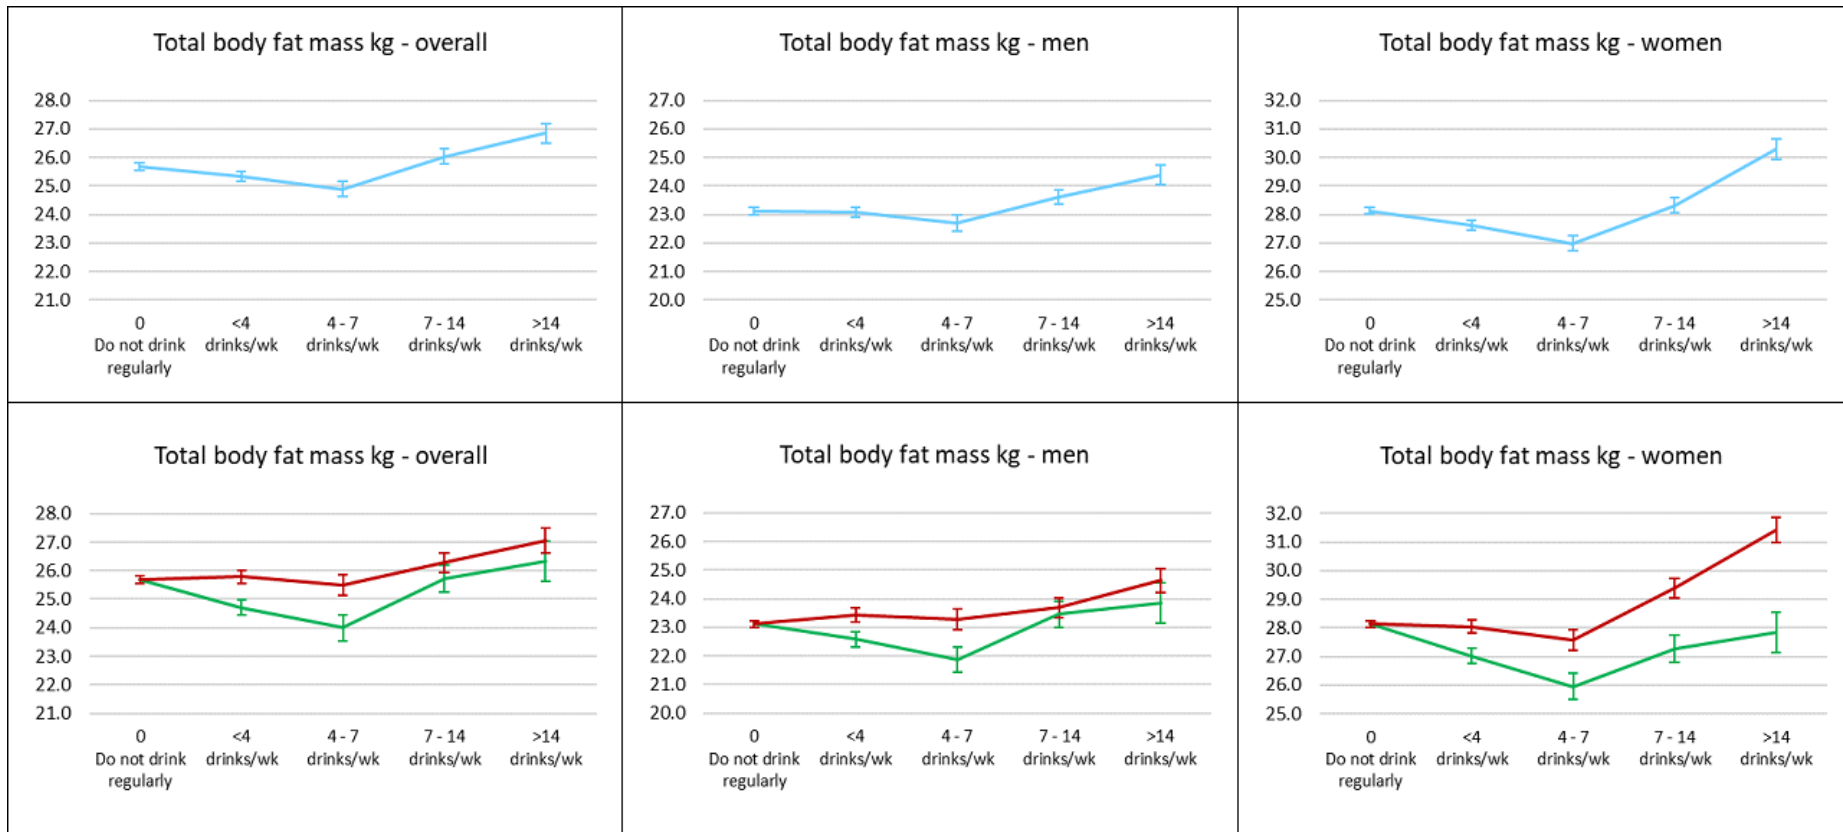 Total body fat mass kg - overall
28.0
27.0
26.0
25.0
24.0
23.0
22.0
21.0
0 <4 4 - 7 7 - 14 >14
Do not drink drinks/wk drinks/wk drinks/wk drinks/wk
regularly
Total body fat mass kg - men
27.0
26.0
25.0
24.0
23.0
22.0
21.0
20.0
0 <4 4 - 7 7 - 14 >14
Do not drink drinks/wk drinks/wk drinks/wk drinks/wk
regularly
Total body fat mass kg - women
32.0
31.0
30.0
29.0
28.0
27.0
26.0
25.0
0 <4 4 - 7 7 - 14 >14
Do not drink drinks/wk drinks/wk drinks/wk drinks/wk
regularly
Total body fat mass kg - overall
28.0
27.0
26.0
25.0
24.0
23.0
22.0
21.0
0 <4 4 - 7 7 - 14 >14
Do not drink drinks/wk drinks/wk drinks/wk drinks/wk
regularly
Total body fat mass kg - men
27.0
26.0
25.0
24.0
23.0
22.0
21.0
20.0
0 <4 4 - 7 7 - 14 >14
Do not drink drinks/wk drinks/wk drinks/wk drinks/wk
regularly
Total body fat mass kg - women
32.0
31.0
30.0
29.0
28.0
27.0
26.0
25.0
0 <4 4 - 7 7 - 14 >14
Do not drink drinks/wk drinks/wk drinks/wk drinks/wk
regularly